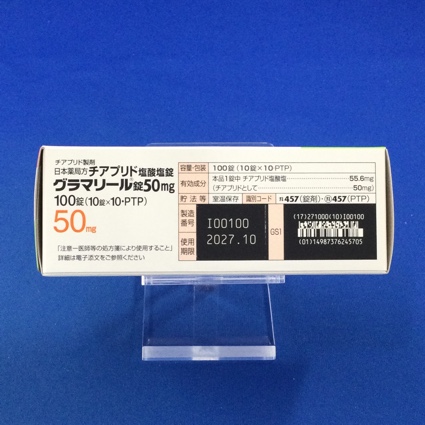 チアプリド製剤
日本薬局方 チアプリド塩酸塩錠
グラマリール®錠50mg
100錠(10錠×10・PTP)
50mg
「注意-医師等の処方箋により使用すること」
詳細は電子添文をご参照ください
容量・包装 100錠(10錠×10・PTP)
有効成分 本品1錠中 チアプリド塩酸塩 55.6mg
(チアプリドとして 50mg)
貯法等 室温保存 識別コード 457(錠剤)・457(PTP)
製造番号 I00100
使用期限 2027.10
GS1
(17)271000(10)I00100
(01)14987376245705